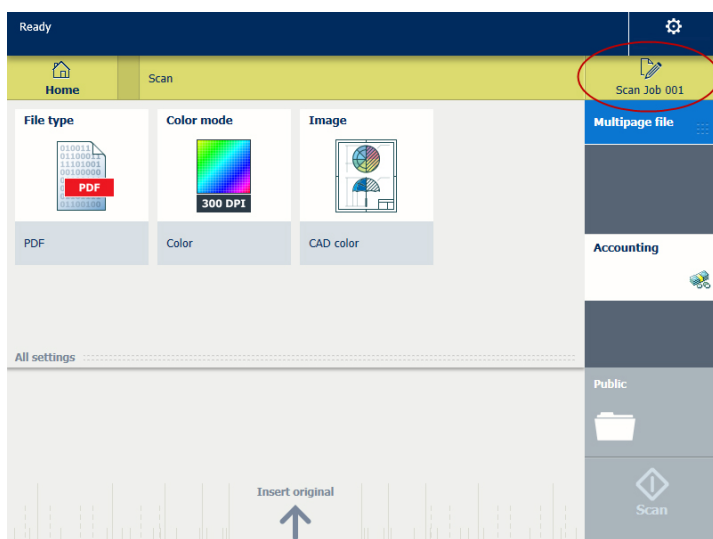 Ready
Home
Scan
Scan Job 001
File type
Color mode
Image
Multipage file
010011
01100011
11101001
00100000
PDF
01100100
300 DPI
PDF
Color
CAD color
Accounting
All settings
Public
Insert original
Scan